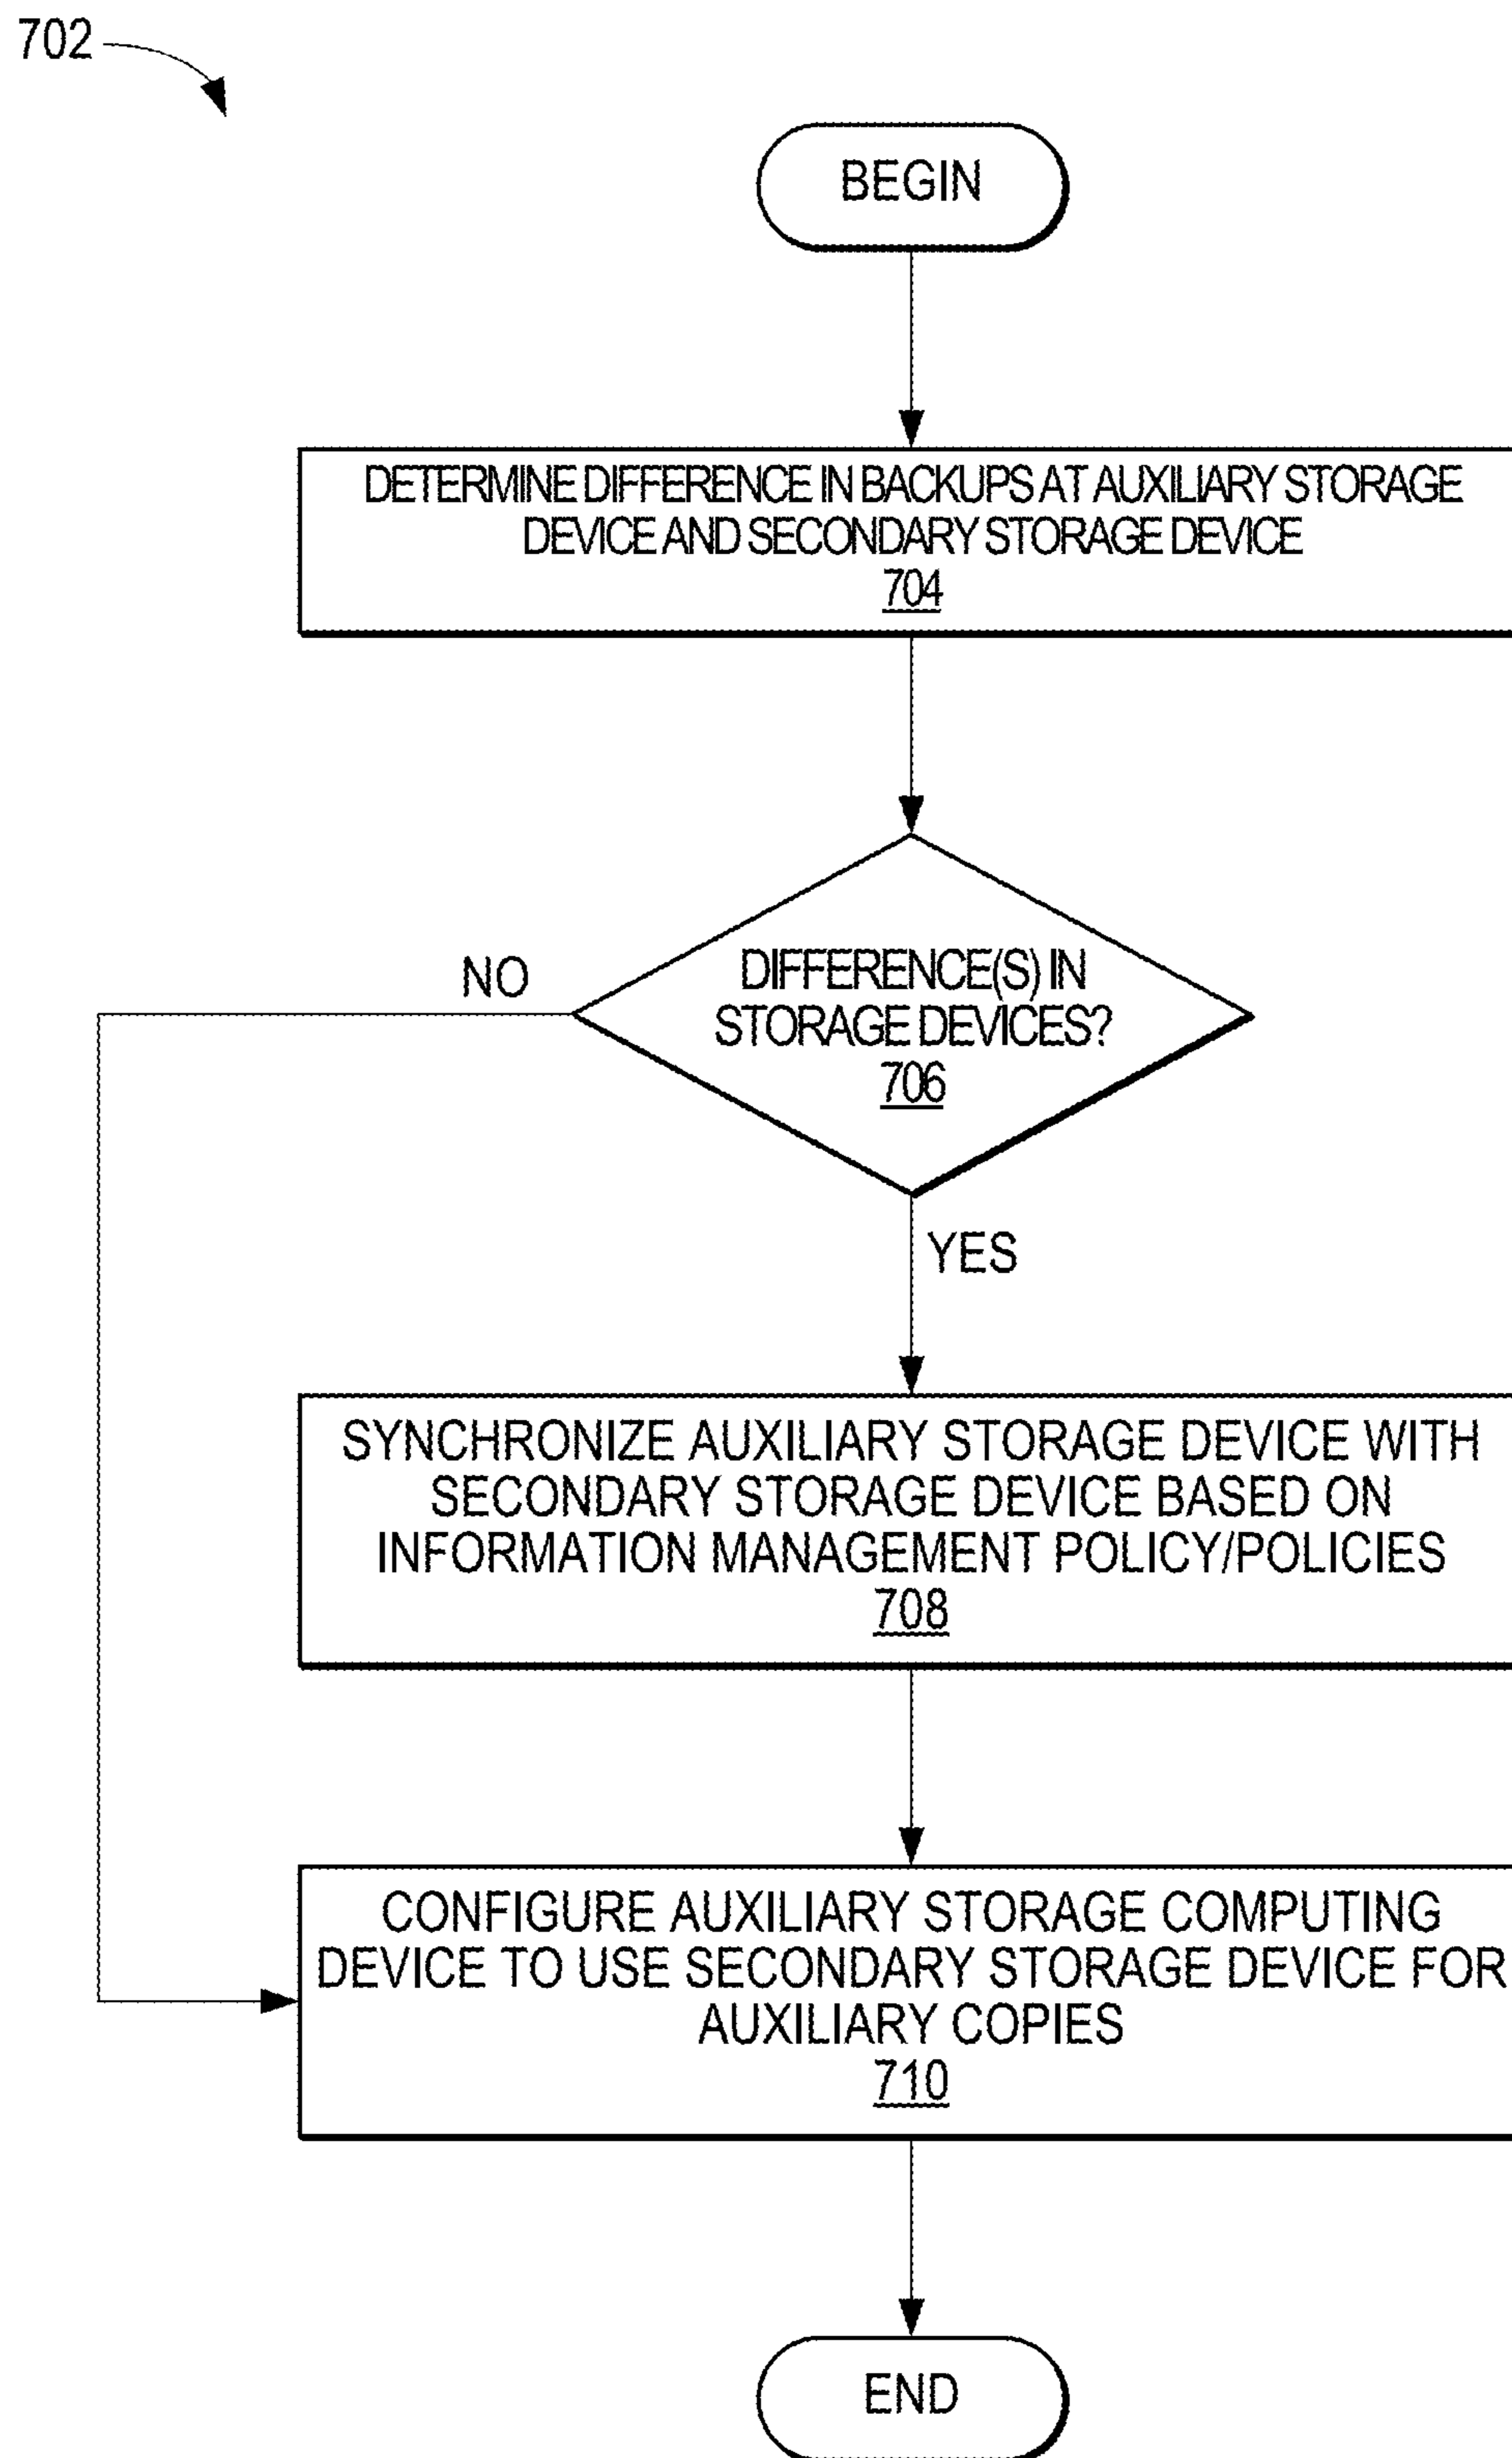 702
BEGIN
DETERMINE DIFFERENCE IN BACKUPS AT AUXILIARY STORAGE
DEVICE AND SECONDARY STORAGE DEVICE
704
DIFFERENCE(S) IN
STORAGE DEVICES?
706
NO
YES
SYNCHRONIZE AUXILIARY STORAGE DEVICE WITH
SECONDARY STORAGE DEVICE BASED ON
INFORMATION MANAGEMENT POLICY/POLICIES
708
CONFIGURE AUXILIARY STORAGE COMPUTING
DEVICE TO USE SECONDARY STORAGE DEVICE FOR
AUXILIARY COPIES
710
END